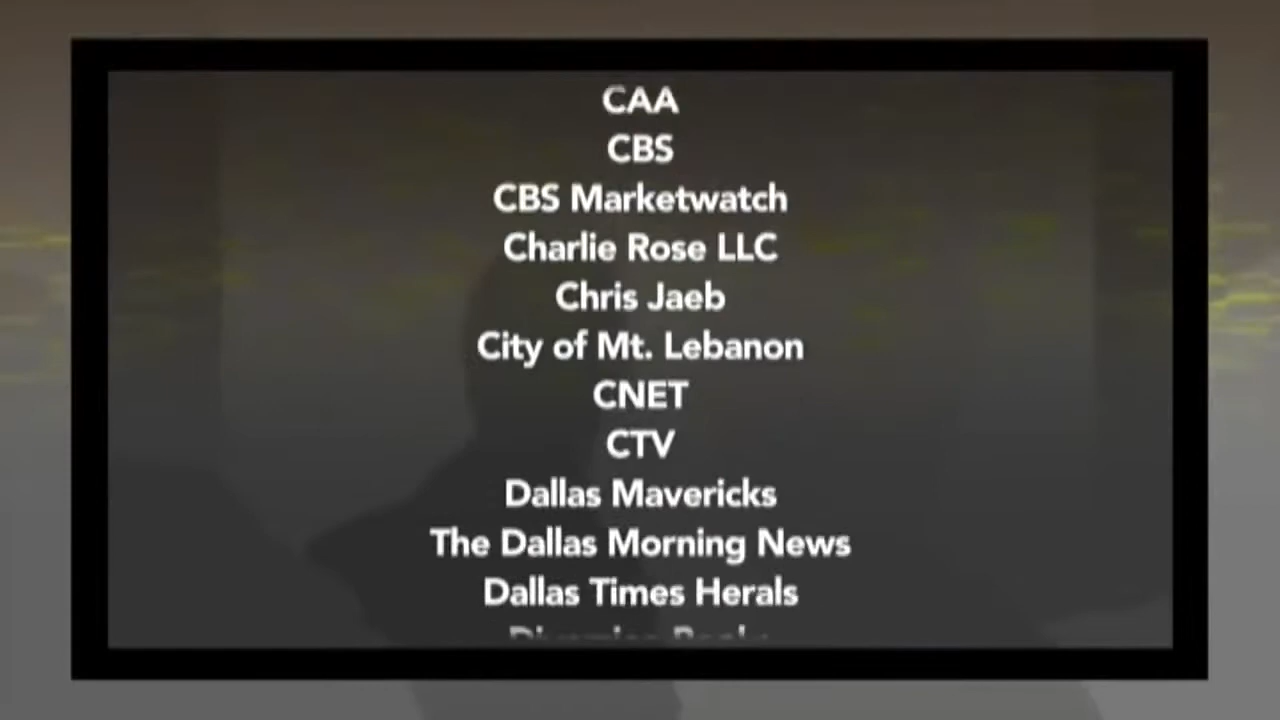 CAA
CBS
CBS Marketwatch
Charlie Rose LLC
Chris Jaeb
City of Mt. Lebanon
CNET
CTV
Dallas Mavericks
The Dallas Morning News
Dallas Times Herals